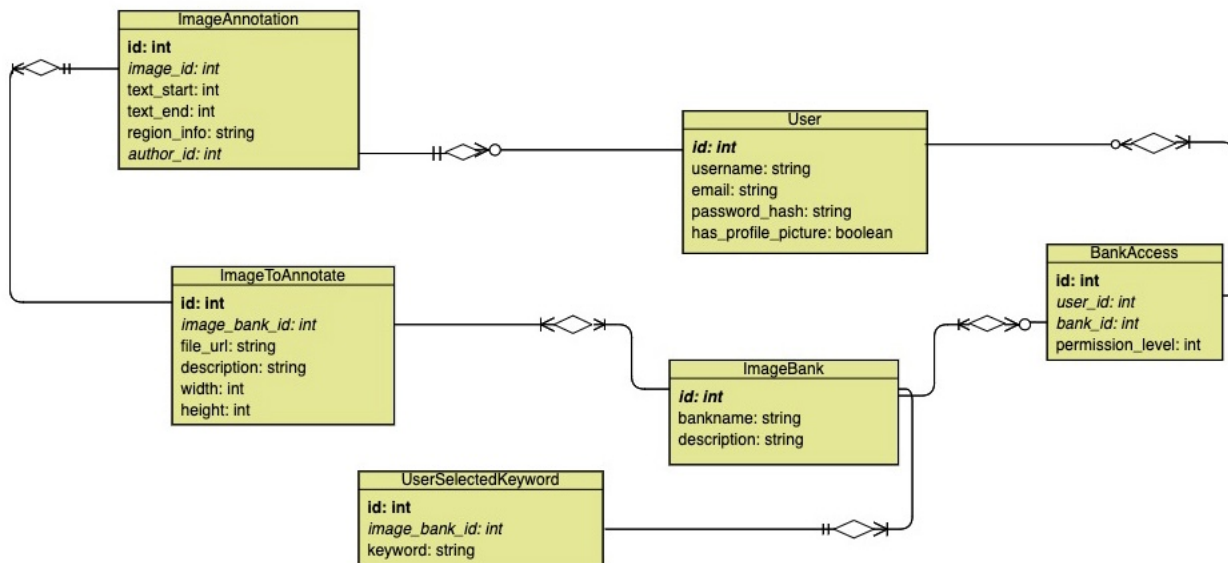 ImageAnnotation
id: int
image_id: int
text_start: int
text_end: int
region_info: string
author_id: int
User
id: int
username: string
email: string
password_hash: string
has_profile_picture: boolean
BankAccess
id: int
user_id: int
bank_id: int
permission_level: int
ImageToAnnotate
id: int
image_bank_id: int
file_url: string
description: string
width: int
height: int
ImageBank
id: int
bankname: string
description: string
UserSelectedKeyword
id: int
image_bank_id: int
keyword: string